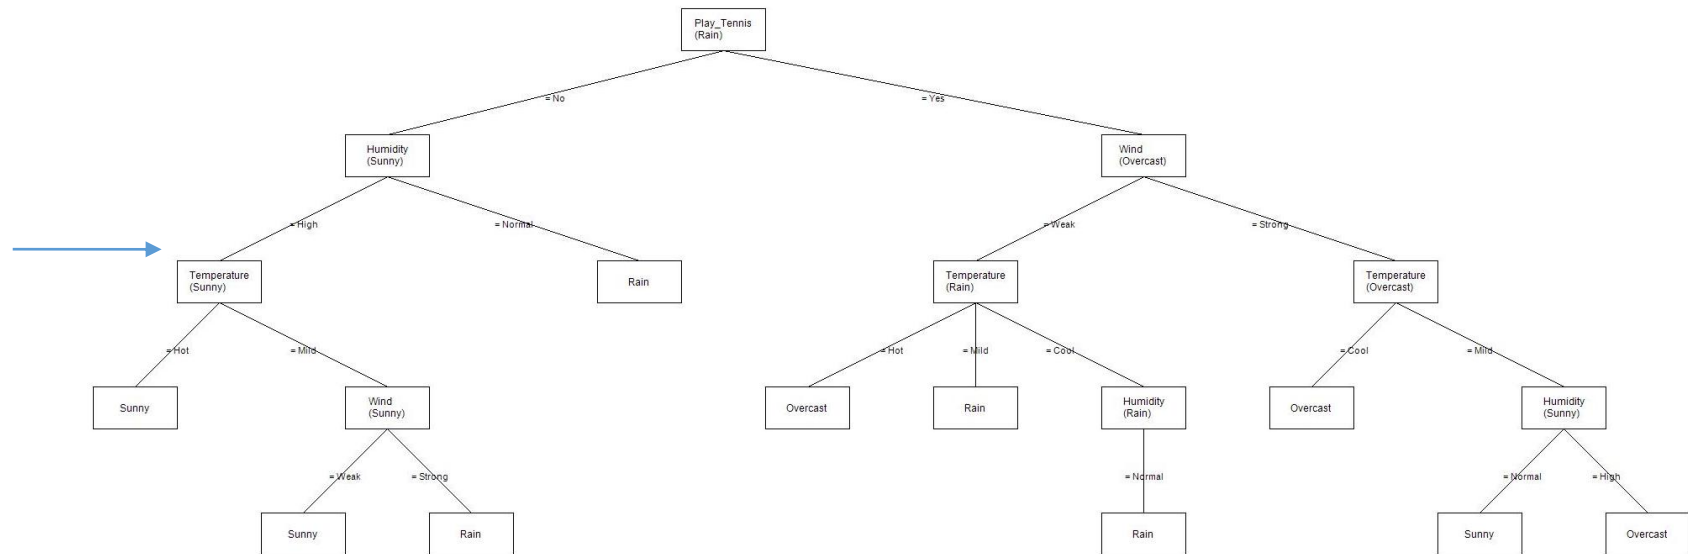 Play_Tennis
(Rain)
= No
= Yes
Humidity
(Sunny)
Wind
(Overcast)
= High
= Normal
= Weak
= Strong
Temperature
(Sunny)
Rain
Temperature
(Rain)
Temperature
(Overcast)
= Hot
= Mild
= Hot
= Mild
= Cool
= Cool
= Mild
Sunny
Wind
(Sunny)
Overcast
Rain
Humidity
(Rain)
Overcast
Humidity
(Sunny)
= Weak
= Strong
= Normal
= Normal
= High
Sunny
Rain
Rain
Sunny
Overcast